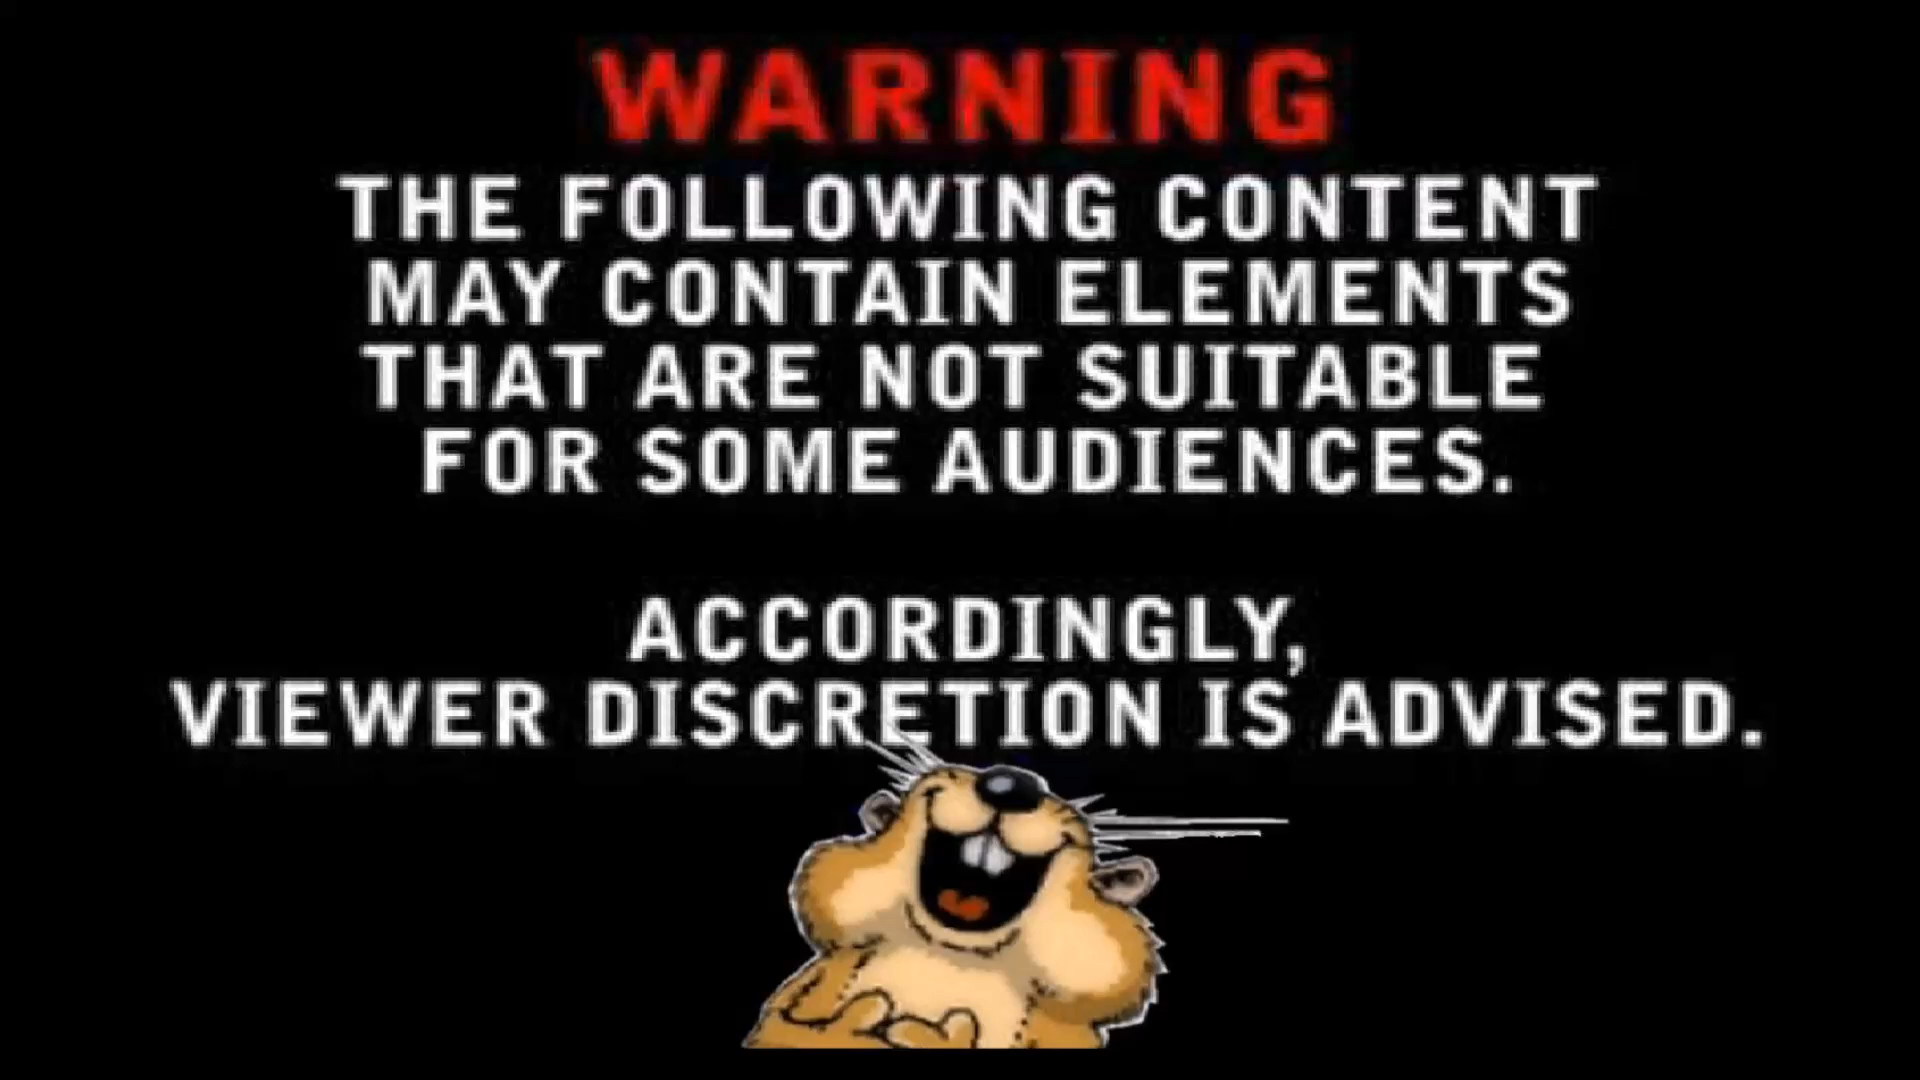 WARNING
THE FOLLOWING CONTENT
MAY CONTAIN ELEMENTS
THAT ARE NOT SUITABLE
FOR SOME AUDIENCES.
ACCORDINGLY,
VIEWER DISCRETION IS ADVISED.